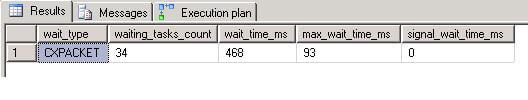 Results Messages Execution plan
wait_type waiting_tasks_count wait_time_ms max_wait_time_ms signal_wait_time_ms
1 CXPACKET 34 468 93 0